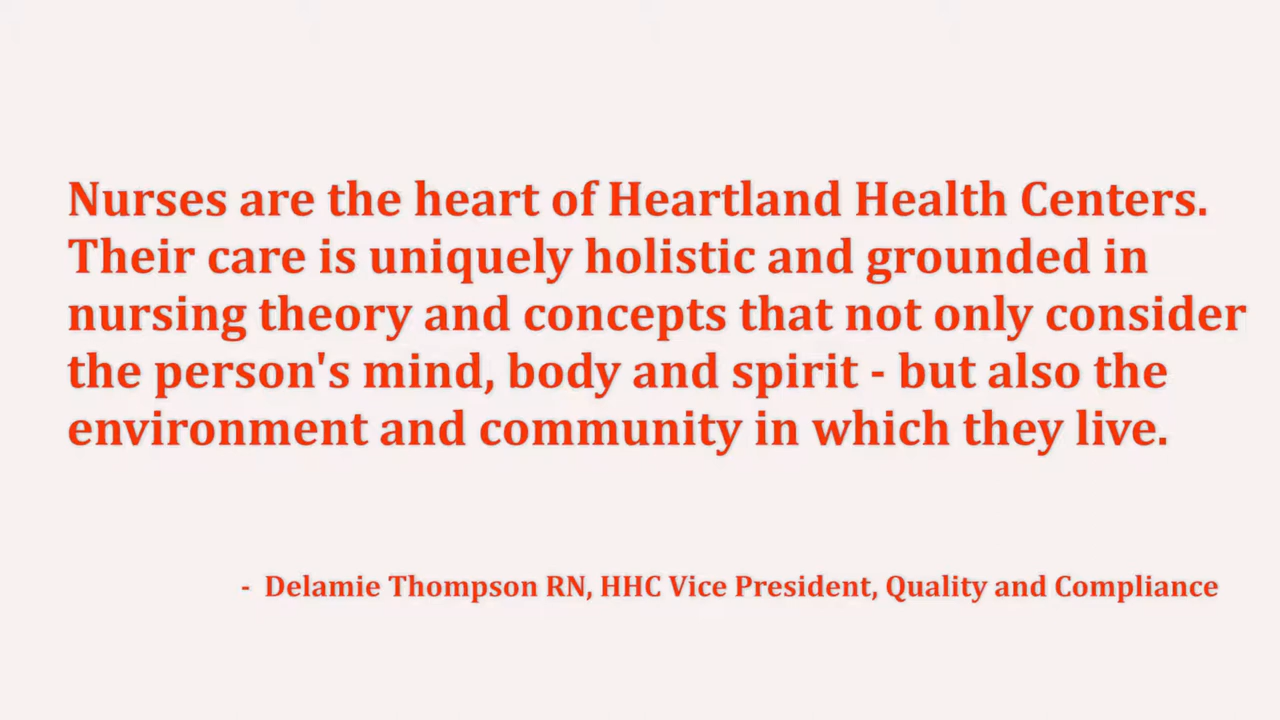 Nurses are the heart of Heartland Health Centers.
Their care is uniquely holistic and grounded in
nursing theory and concepts that not only consider
the person's mind, body and spirit - but also the
environment and community in which they live.
- Delamie Thompson RN, HHC Vice President, Quality and Compliance